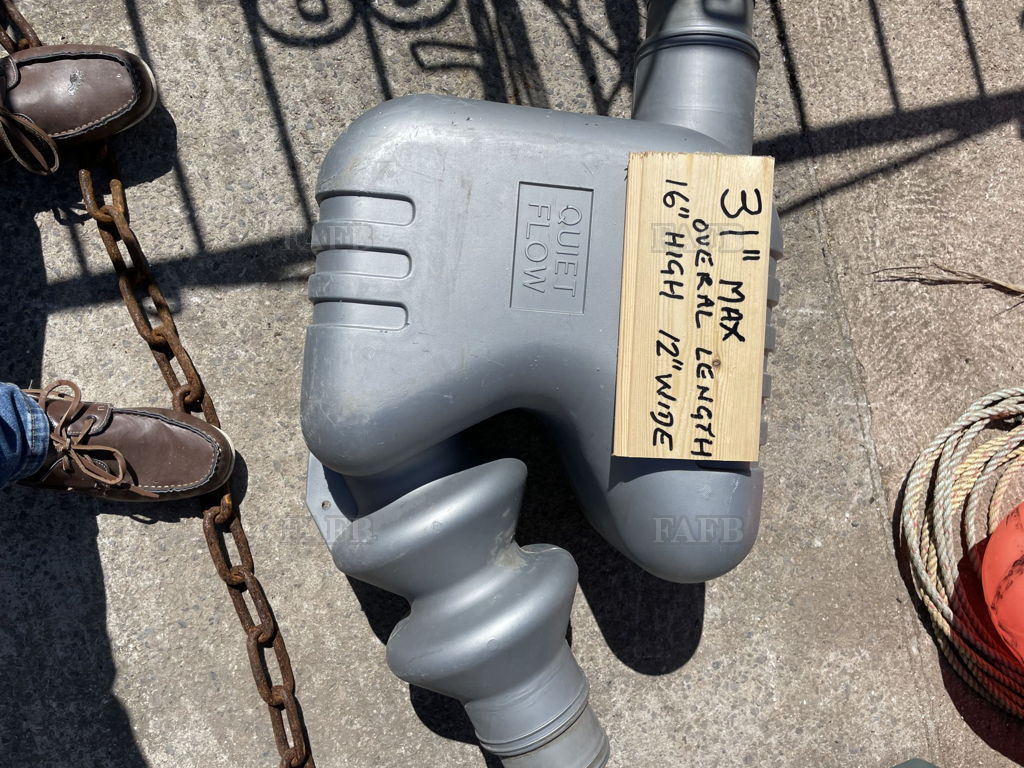 QUIET
FLOW
31" MAX
OVERAL LENGTH
16" HIGH 12" WIDE
FAFB
FAFB
FAFB
FAFB